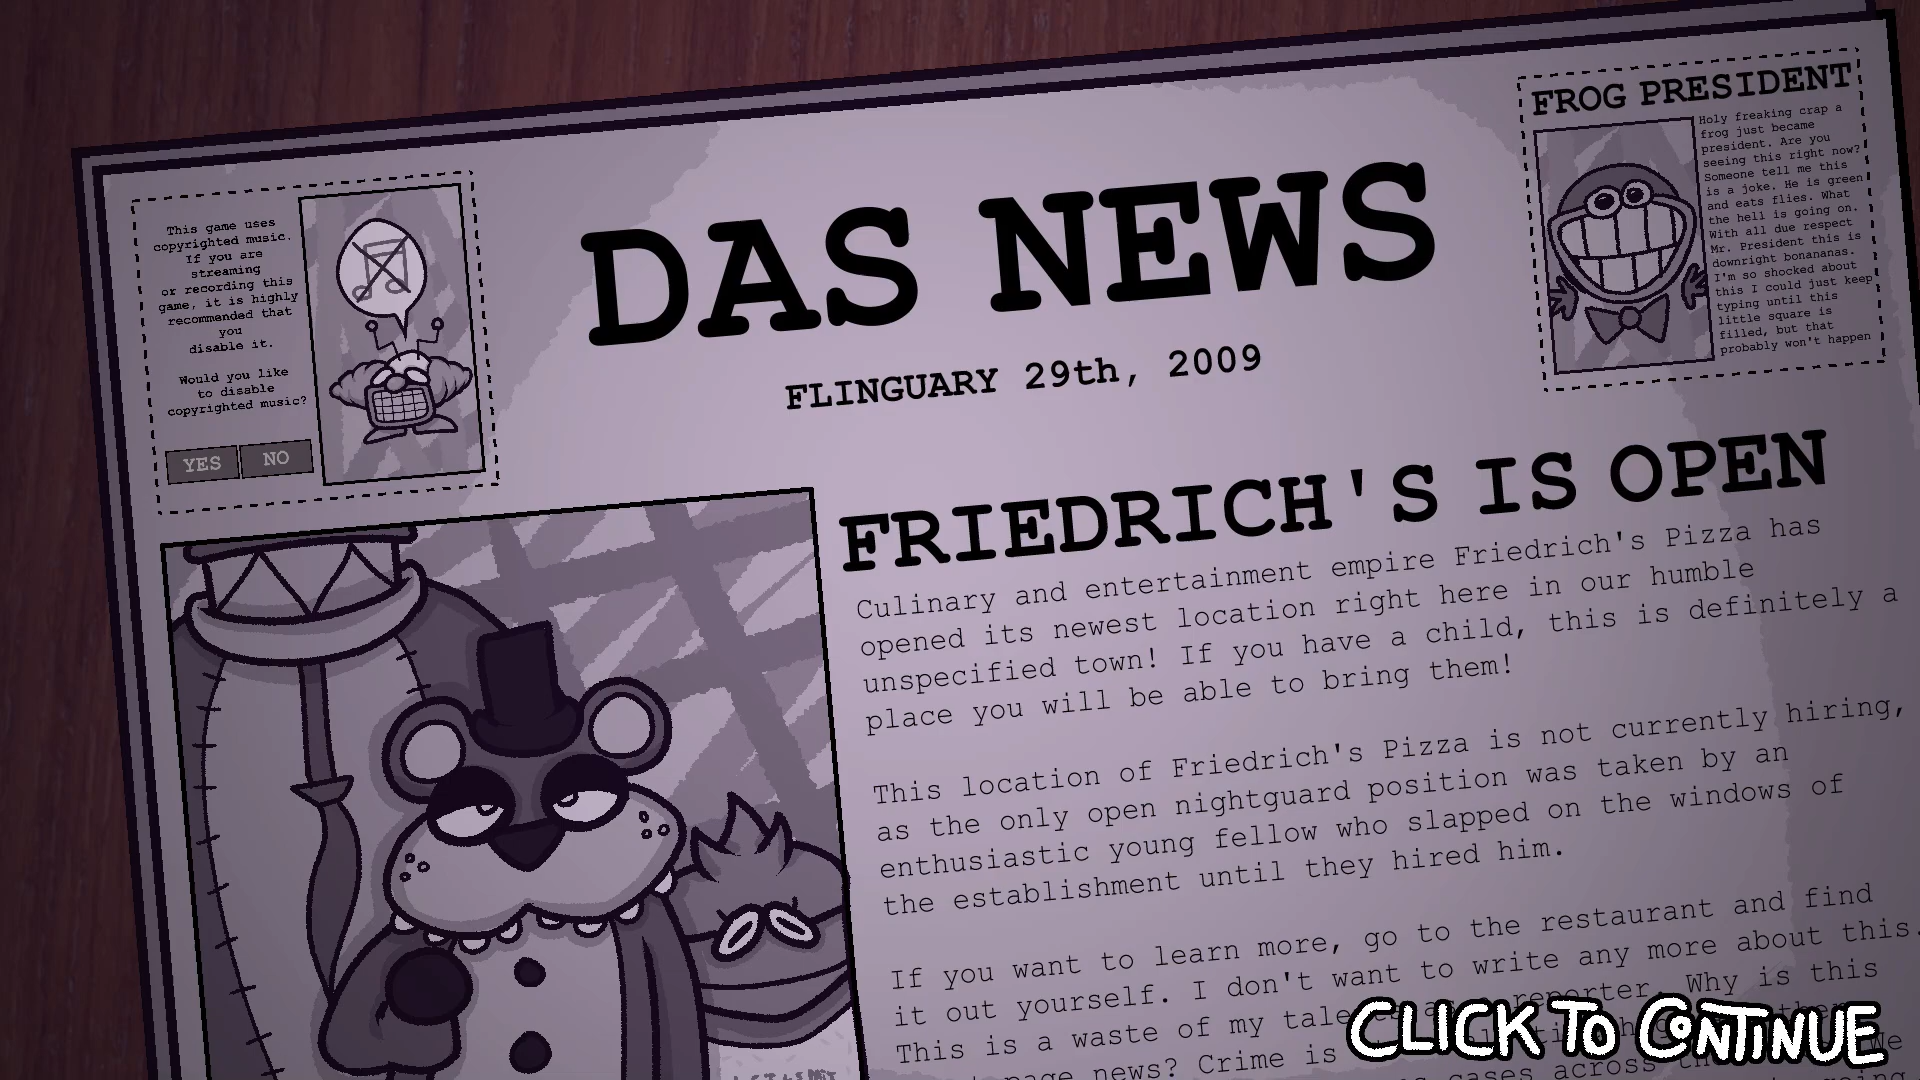 This game uses
copyrighted music.
If you are
streaming
or recording this
game, it is highly
recommended that
you
disable it.
Would you like
to disable
copyrighted music?
YES NO
DAS NEWS
FLINGUARY 29th, 2009
FROG PRESIDENT
Holy freaking crap a
frog just became
president. Are you
seeing this right now?
Someone tell me this
is a joke. He is green
and eats flies. What
the hell is going on.
With all due respect
Mr. President this is
downright bonananas.
I'm so shocked about
this I could just keep
typing until this
little square is
filled, but that
probably won't happen
FRIEDRICH'S IS OPEN
Culinary and entertainment empire Friedrich's Pizza has
opened its newest location right here in our humble
unspecified town! If you have a child, this is definitely a
place you will be able to bring them!
This location of Friedrich's Pizza is not currently hiring,
as the only open nightguard position was taken by an
enthusiastic young fellow who slapped on the windows of
the establishment until they hired him.
If you want to learn more, go to the restaurant and find
it out yourself. I don't want to write any more about this.
This is a waste of my reporter. Why is this
page news? Crime is
cases across
CLICK TO CONTINUE